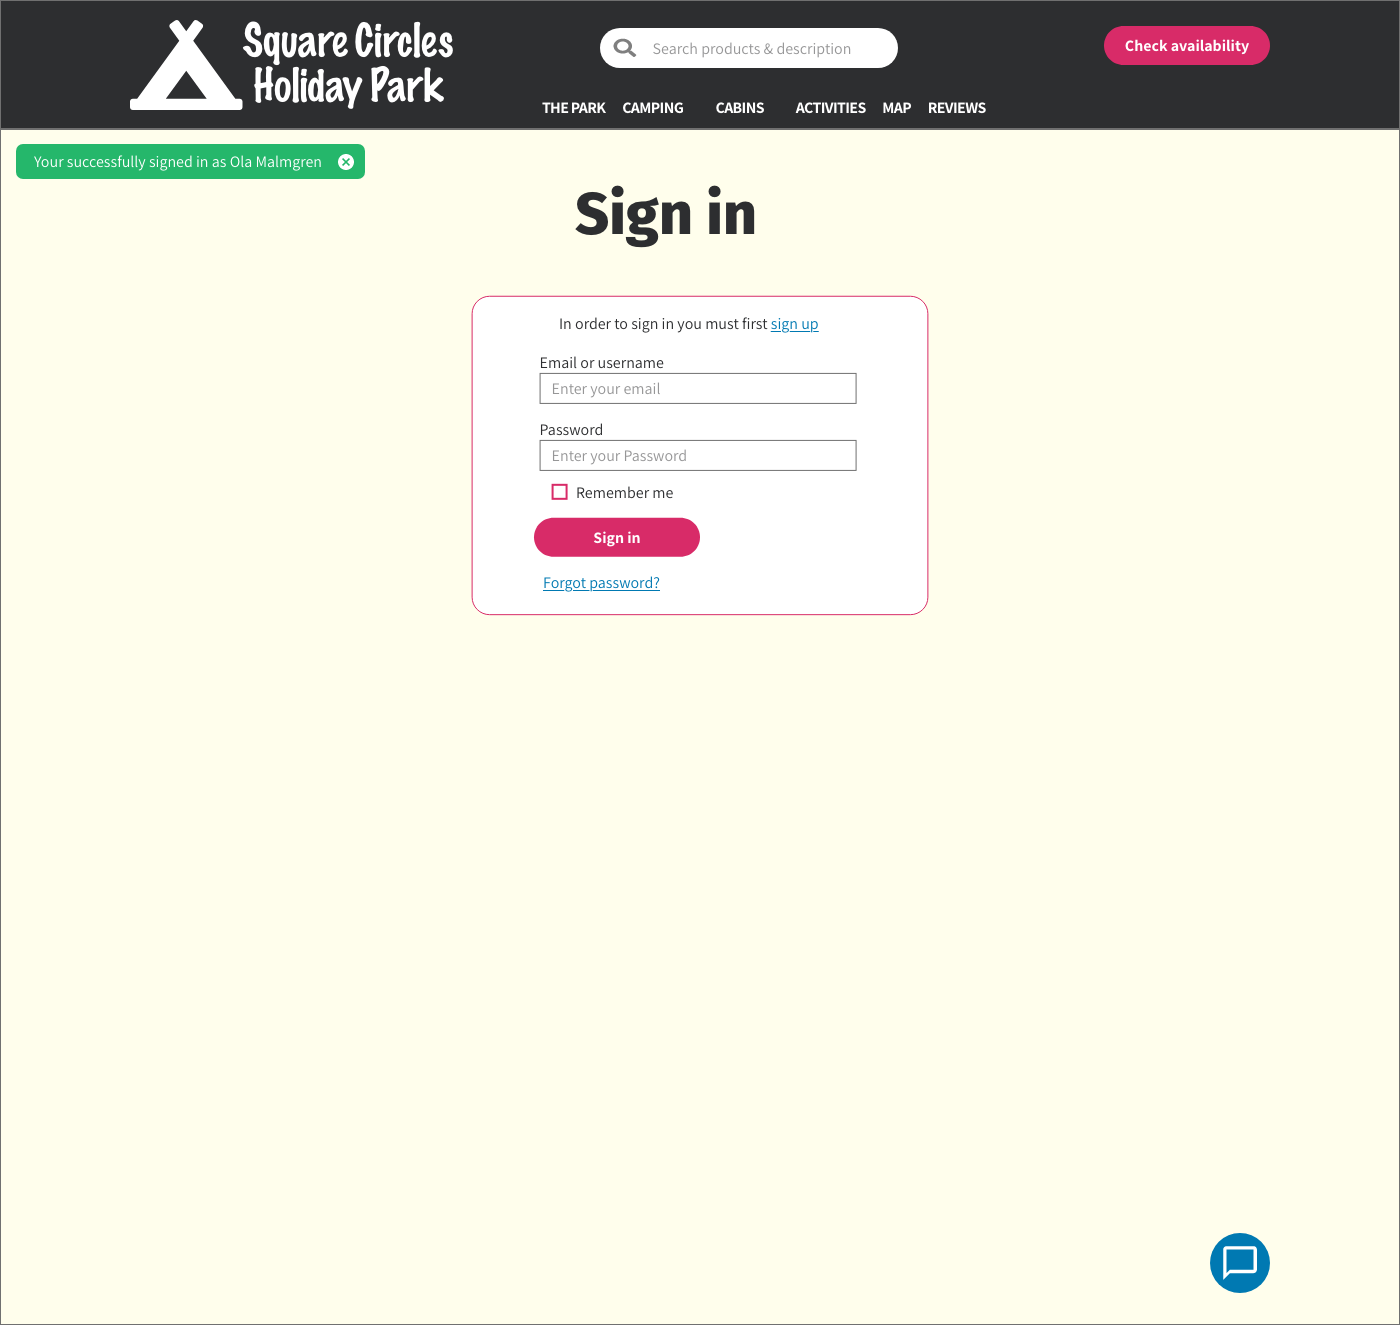 Square Circles
Holiday Park
Search products & description
Check availability
THE PARK CAMPING CABINS ACTIVITIES MAP REVIEWS
Your successfully signed in as Ola Malmgren
Sign in
In order to sign in you must first sign up
Email or username
Enter your email
Password
Enter your Password
Remember me
Sign in
Forgot password?